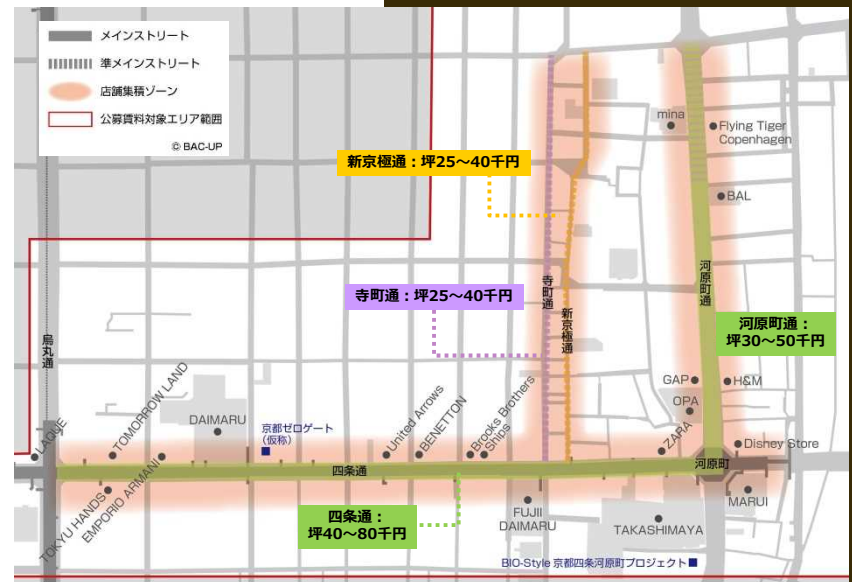 メインストリート
準メインストリート
店舗集積ゾーン
公募賃料対象エリア範囲
© BAC-UP
mina
Flying Tiger
Copenhagen
新京極通：坪25～40千円
BAL
河原町通
寺町通：坪25～40千円
寺町通
新京極通
河原町通：
坪30～50千円
烏丸通
GAP
H&M
OPA
LAQUE
TOMORROW LAND
DAIMARU
京都ゼロゲート
（仮称）
United Arrows
BENETTON
Brooks Brothers
Ships
ZARA
Disney Store
四条通
河原町
TOKYU HANDS
EMPORIO ARMANI
四条通：
坪40～80千円
FUJII
DAIMARU
TAKASHIMAYA
MARUI
BIO-Style 京都四条河原町プロジェクト